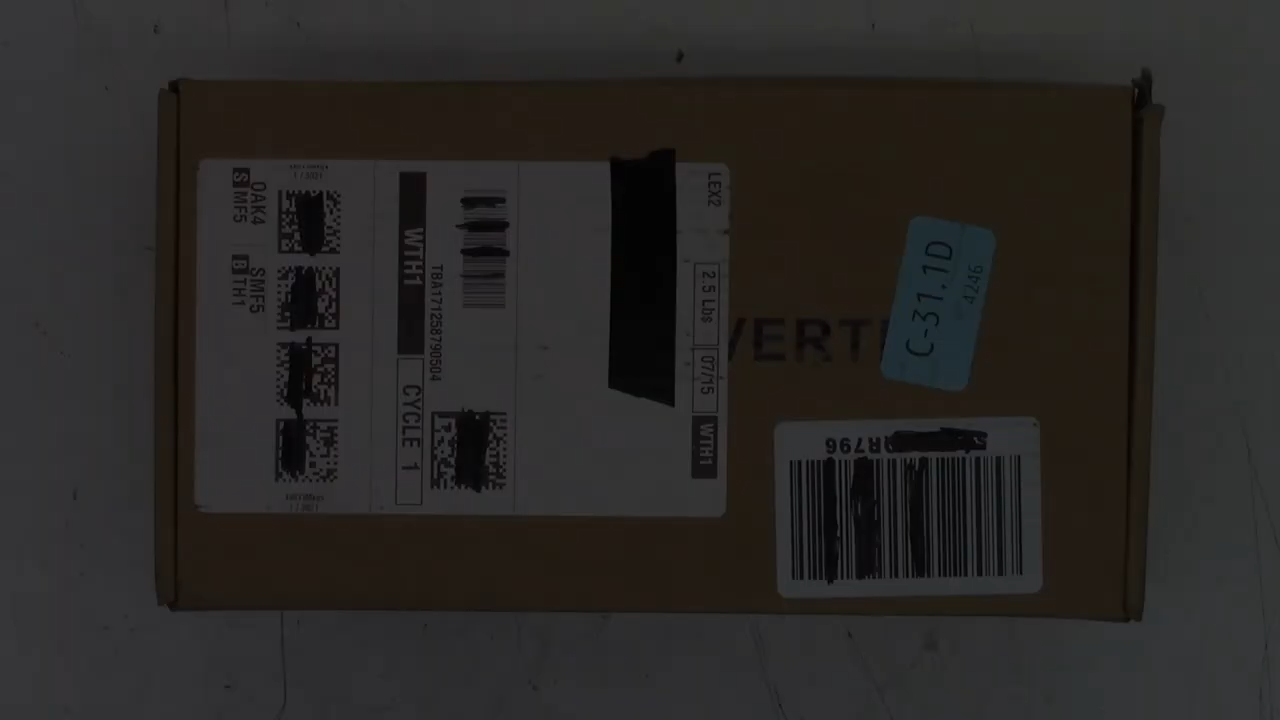 OAK4
S MF5
SMF5
B TH1
WTH1
CYCLE 1
TBA171258790504
LEX2
2.5 Lbs
07/15
WTH1
VERT
C-31.1D
4246
R796